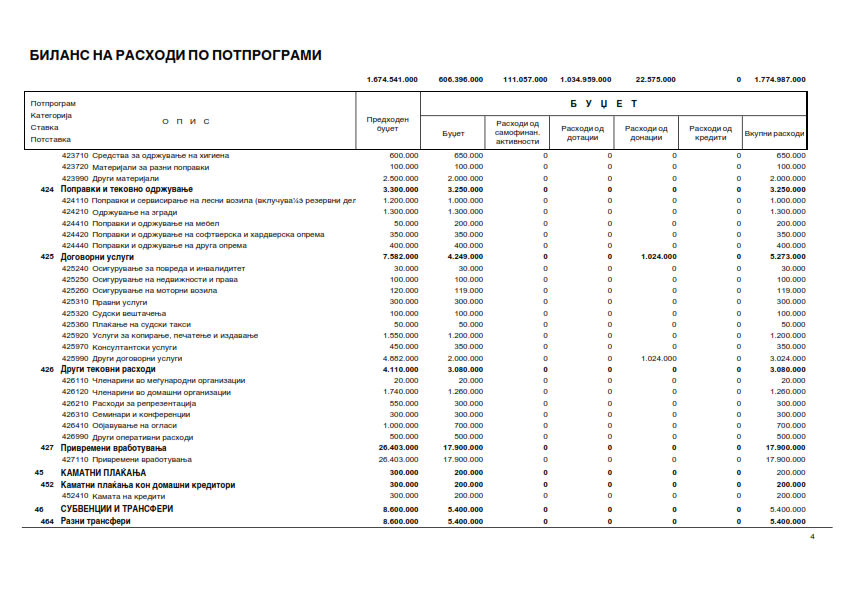 БИЛАНС НА РАСХОДИ ПО ПОТПРОГРАМИ
1.674.541.000 606.396.000 111.057.000 1.034.959.000 22.575.000 0 1.774.987.000
Потпрограм
Категорија
Ставка
Потставка
О П И С
Предходен буџет
Б У Џ Е Т
Буџет
Расходи од самофинан. активности
Расходи од дотации
Расходи од донации
Расходи од кредити
Вкупни расходи
423710 Средства за одржување на хигиена 600.000 650.000 0 0 0 0 650.000
423720 Материјали за разни поправки 100.000 100.000 0 0 0 0 100.000
423990 Други материјали 2.500.000 2.000.000 0 0 0 0 2.000.000
424 Поправки и тековно одржување 3.300.000 3.250.000 0 0 0 0 3.250.000
424110 Поправки и сервисирање на лесни возила (вклучува¼ќ резервни дел 1.200.000 1.000.000 0 0 0 0 1.000.000
424210 Одржување на згради 1.300.000 1.300.000 0 0 0 0 1.300.000
424410 Поправки и одржување на мебел 50.000 200.000 0 0 0 0 200.000
424420 Поправки и одржување на софтверска и хардверска опрема 350.000 350.000 0 0 0 0 350.000
424440 Поправки и одржување на друга опрема 400.000 400.000 0 0 0 0 400.000
425 Договорни услуги 7.582.000 4.249.000 0 0 1.024.000 0 5.273.000
425240 Осигурување за повреда и инвалидитет 30.000 30.000 0 0 0 0 30.000
425250 Осигурување на недвижности и права 100.000 100.000 0 0 0 0 100.000
425260 Осигурување на моторни возила 120.000 119.000 0 0 0 0 119.000
425310 Правни услуги 300.000 300.000 0 0 0 0 300.000
425320 Судски вештачења 100.000 100.000 0 0 0 0 100.000
425360 Плаќање на судски такси 50.000 50.000 0 0 0 0 50.000
425920 Услуги за копирање, печатење и издавање 1.550.000 1.200.000 0 0 0 0 1.200.000
425970 Консултантски услуги 450.000 350.000 0 0 0 0 350.000
425990 Други договорни услуги 4.882.000 2.000.000 0 0 1.024.000 0 3.024.000
426 Други тековни расходи 4.110.000 3.080.000 0 0 0 0 3.080.000
426110 Членарини во меѓународни организации 20.000 20.000 0 0 0 0 20.000
426120 Членарини во домашни организации 1.740.000 1.260.000 0 0 0 0 1.260.000
426210 Расходи за репрезентација 550.000 300.000 0 0 0 0 300.000
426310 Семинари и конференции 300.000 300.000 0 0 0 0 300.000
426410 Објавување на огласи 1.000.000 700.000 0 0 0 0 700.000
426990 Други оперативни расходи 500.000 500.000 0 0 0 0 500.000
427 Привремени вработувања 26.403.000 17.900.000 0 0 0 0 17.900.000
427110 Привремени вработувања 26.403.000 17.900.000 0 0 0 0 17.900.000
45 КАМАТНИ ПЛАЌАЊА 300.000 200.000 0 0 0 0 200.000
452 Каматни плаќања кон домашни кредитори 300.000 200.000 0 0 0 0 200.000
452410 Камата на кредити 300.000 200.000 0 0 0 0 200.000
46 СУБВЕНЦИИ И ТРАНСФЕРИ 8.600.000 5.400.000 0 0 0 0 5.400.000
464 Разни трансфери 8.600.000 5.400.000 0 0 0 0 5.400.000
4